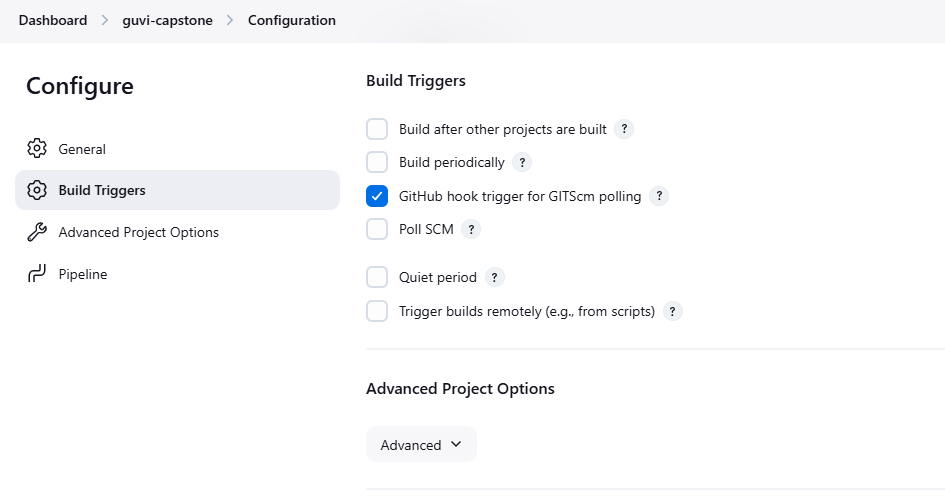 Dashboard > guvi-capstone > Configuration
Configure
General
Build Triggers
Advanced Project Options
Pipeline
Build Triggers
Build after other projects are built ?
Build periodically ?
GitHub hook trigger for GITScm polling ?
Poll SCM ?
Quiet period ?
Trigger builds remotely (e.g., from scripts) ?
Advanced Project Options
Advanced